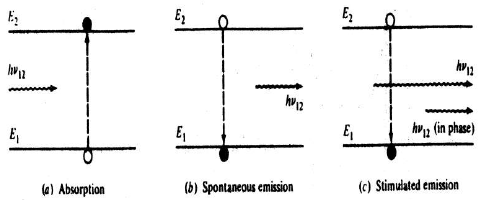 E₂
hν₁₂
E₁
(a) Absorption
E₂
hν₁₂
E₁
(b) Spontaneous emission
E₂
hν₁₂
hν₁₂ (in phase)
E₁
(c) Stimulated emission